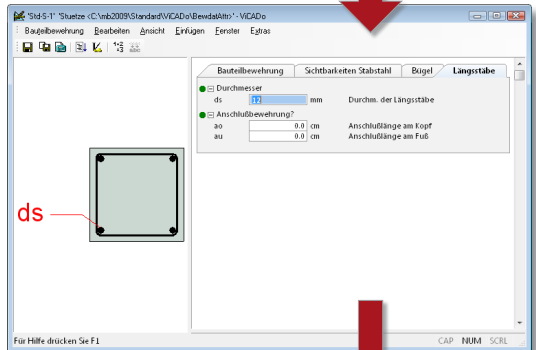 'Std-S-1' 'Stuetze <C:\mb2009\Standard\ViCADo\BewdatAttr>' - ViCADo
Bauteilbewehrung Bearbeiten Ansicht Einfügen Fenster Extras
Bauteilbewehrung Sichtbarkeiten Stabstahl Bügel Längsstäbe
Durchmesser
ds 12 mm Durchm. der Längsstäbe
Anschlußbewehrung?
ao 0.0 cm Anschlußlänge am Kopf
au 0.0 cm Anschlußlänge am Fuß
ds
Für Hilfe drücken Sie F1 CAP NUM SCRL